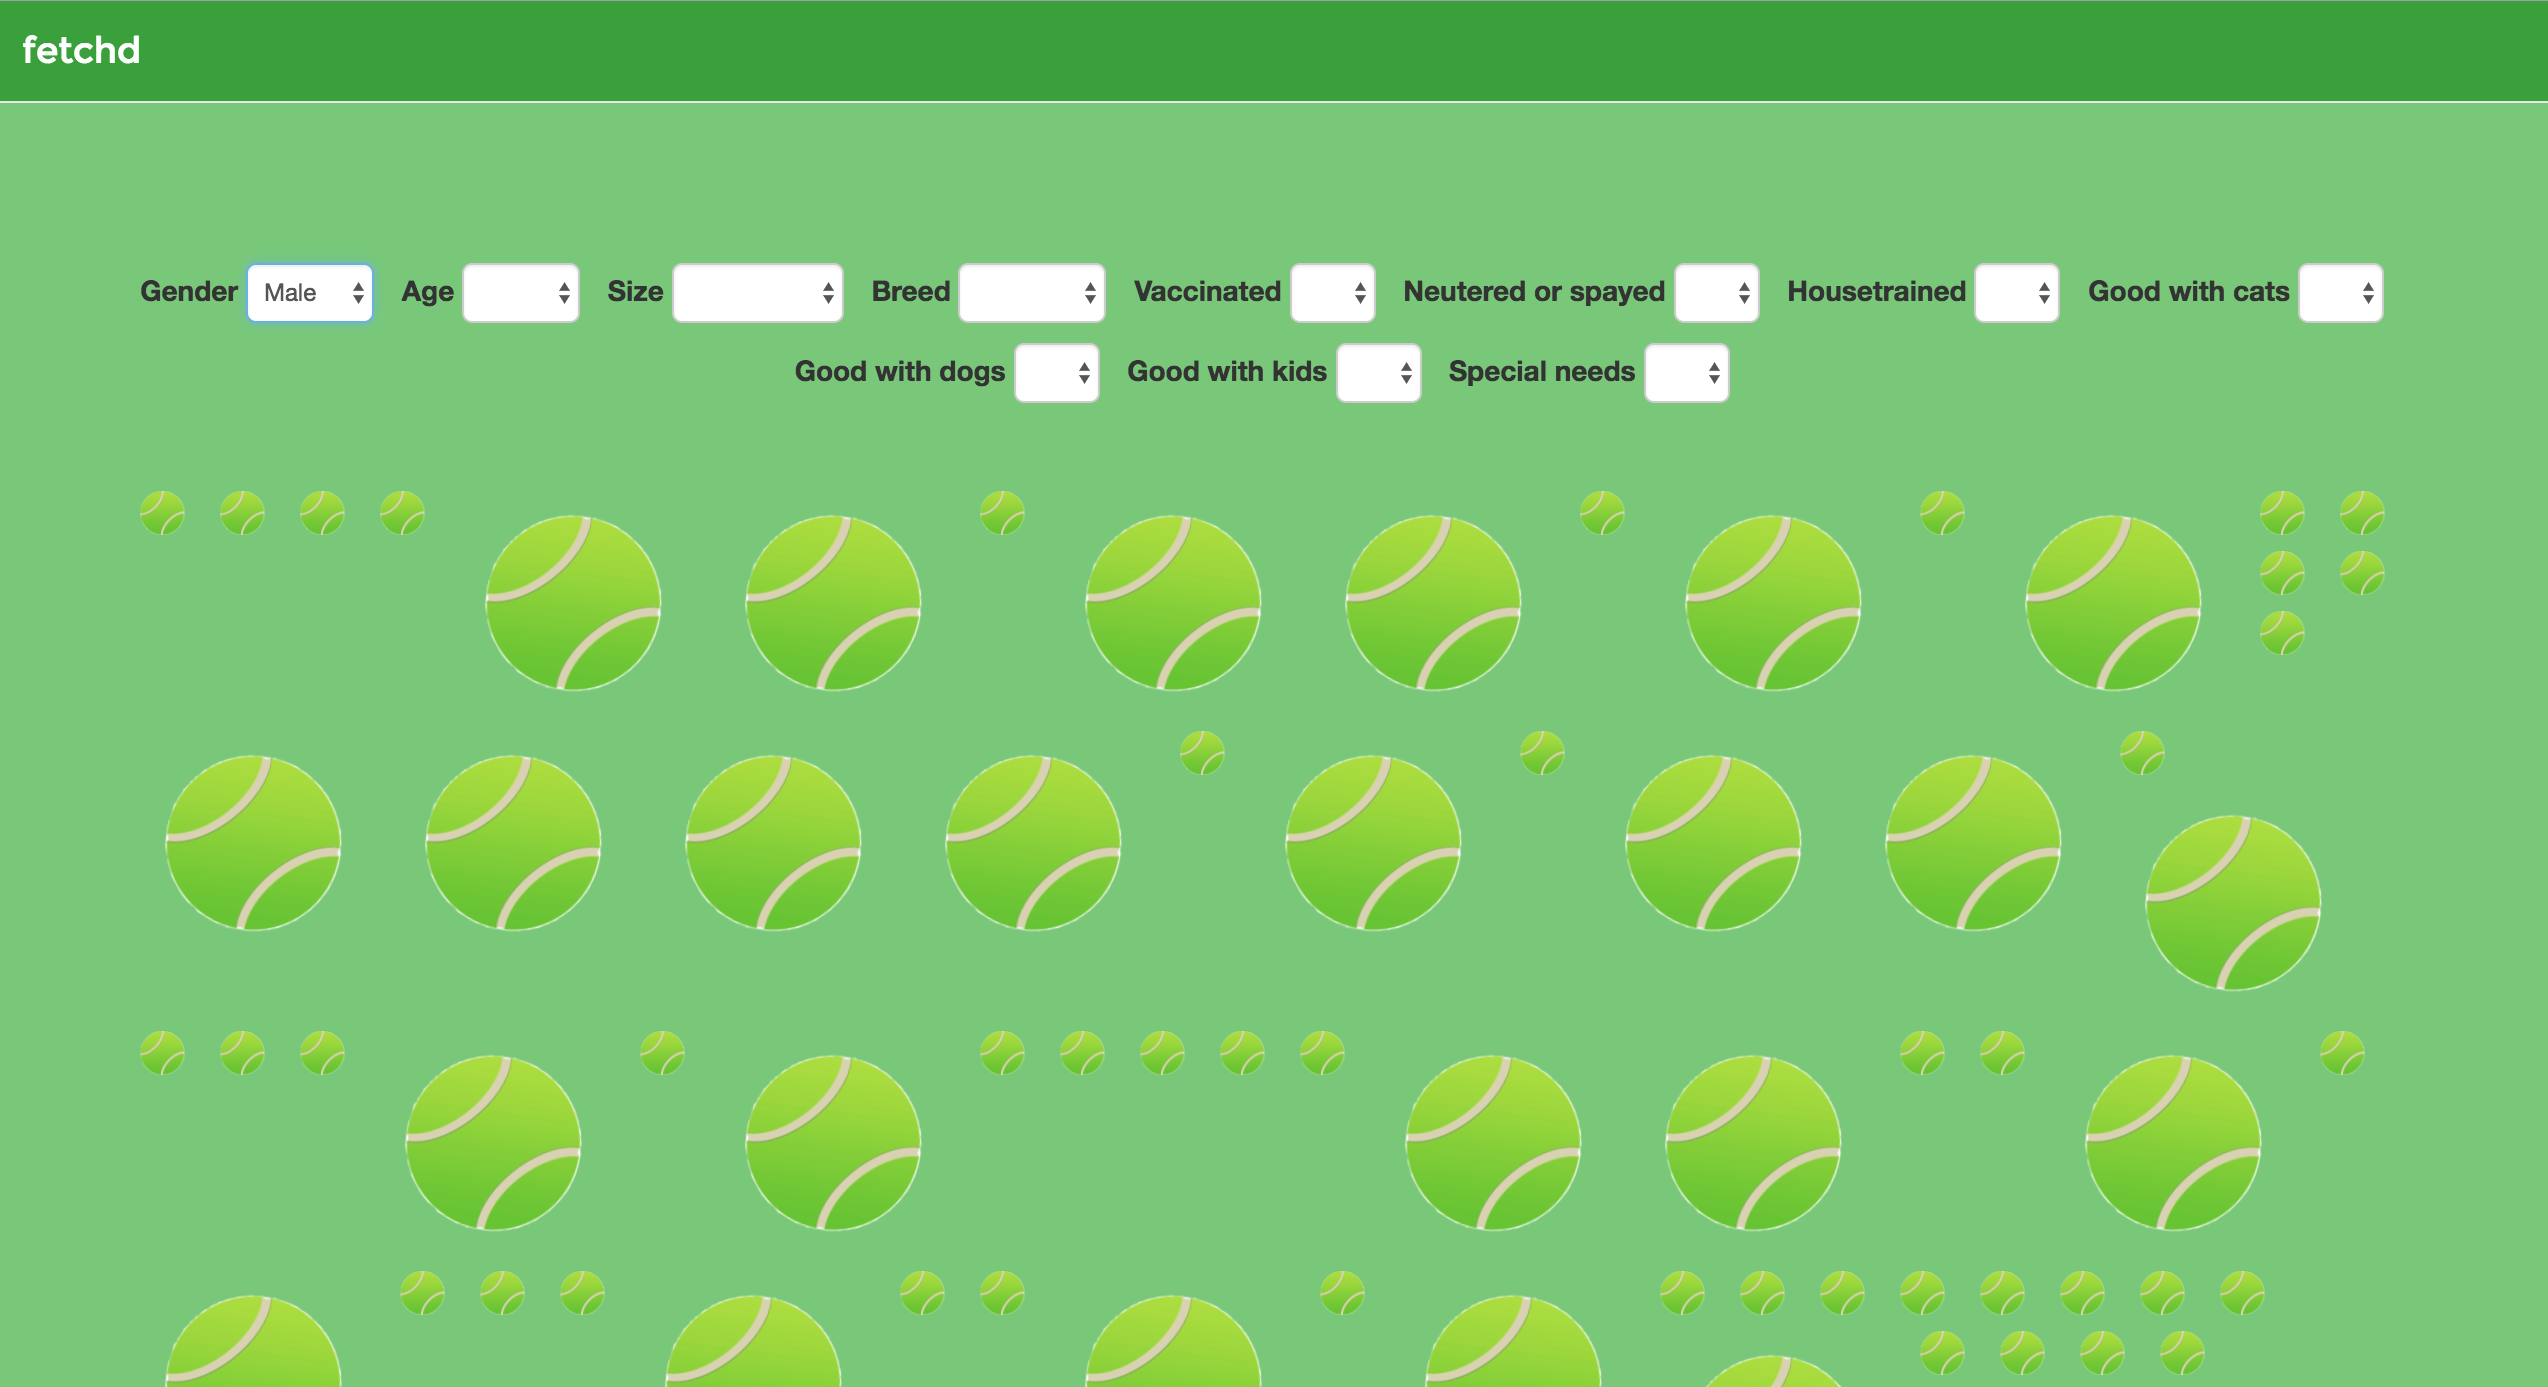 fetchd
Gender Male Age Size Breed Vaccinated Neutered or spayed Housetrained Good with cats
Good with dogs Good with kids Special needs